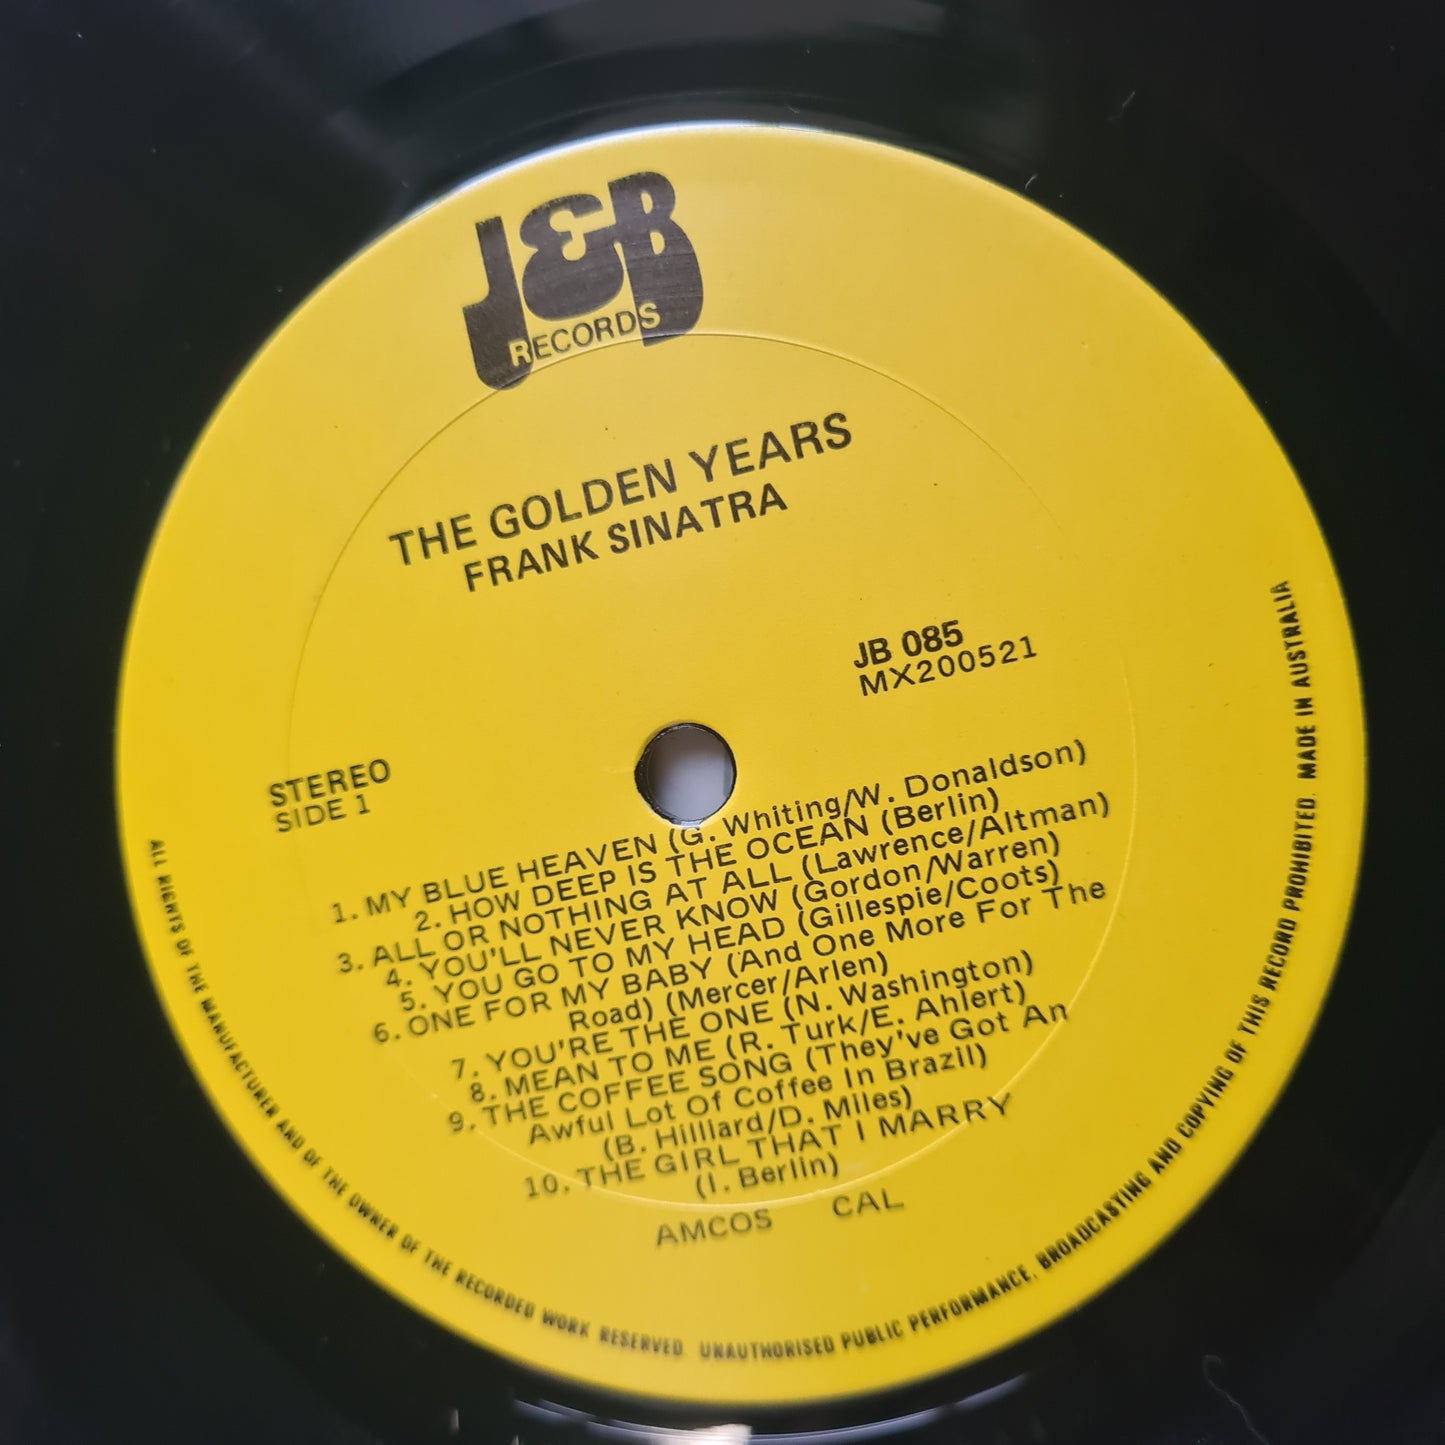 J&B
RECORDS
THE GOLDEN YEARS
FRANK SINATRA
JB 085
MX200521
STEREO
SIDE 1
1. MY BLUE HEAVEN (G. Whiting/W. Donaldson)
2. HOW DEEP IS THE OCEAN (Berlin)
3. ALL OR NOTHING AT ALL (Lawrence/Altman)
4. YOU'LL NEVER KNOW (Gordon/Warren)
5. YOU GO TO MY HEAD (Gillespie/Coots)
6. ONE FOR MY BABY (And One More For The
Road) (Mercer/Arlen)
7. YOU'RE THE ONE (N. Washington)
8. MEAN TO ME (R. Turk/E. Ahlert)
9. THE COFFEE SONG (They've Got An
Awful Lot Of Coffee In Brazil)
(B. Hilllard/D. Miles)
10. THE GIRL THAT I MARRY
(I. Berlin)
AMCOS CAL
ALL RIGHTS OF THE MANUFACTURER AND OF THE OWNER OF THE RECORDED WORK RESERVED. UNAUTHORISED PUBLIC PERFORMANCE, BROADCASTING AND COPYING OF THIS RECORD PROHIBITED. MADE IN AUSTRALIA